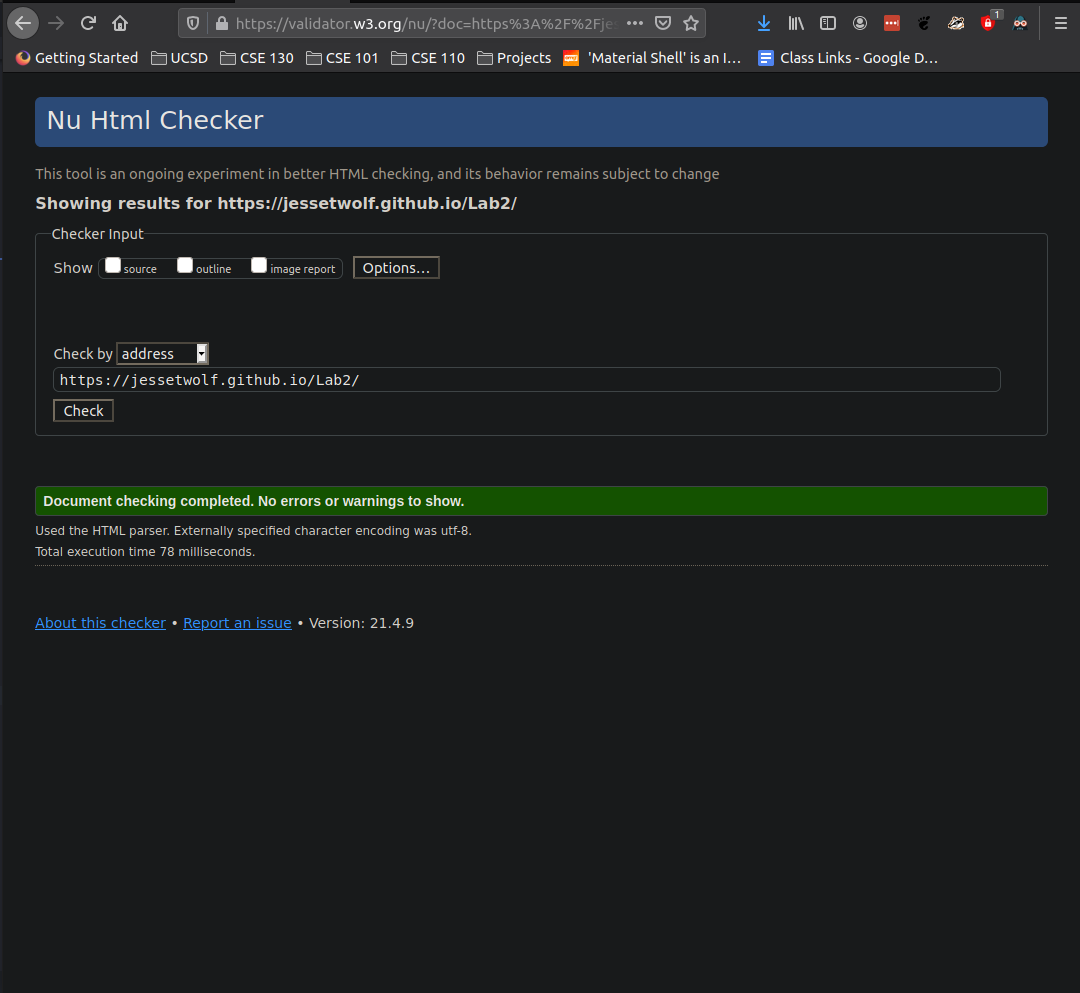 https://validator.w3.org/nu/?doc=https%3A%2F%2Fje
1
Getting Started UCSD CSE 130 CSE 101 CSE 110 Projects 'Material Shell' is an I... Class Links - Google D...
Nu Html Checker
This tool is an ongoing experiment in better HTML checking, and its behavior remains subject to change
Showing results for https://jessetwolf.github.io/Lab2/
Checker Input
Show source outline image report Options...
Check by address
https://jessetwolf.github.io/Lab2/
Check
Document checking completed. No errors or warnings to show.
Used the HTML parser. Externally specified character encoding was utf-8.
Total execution time 78 milliseconds.
About this checker • Report an issue • Version: 21.4.9